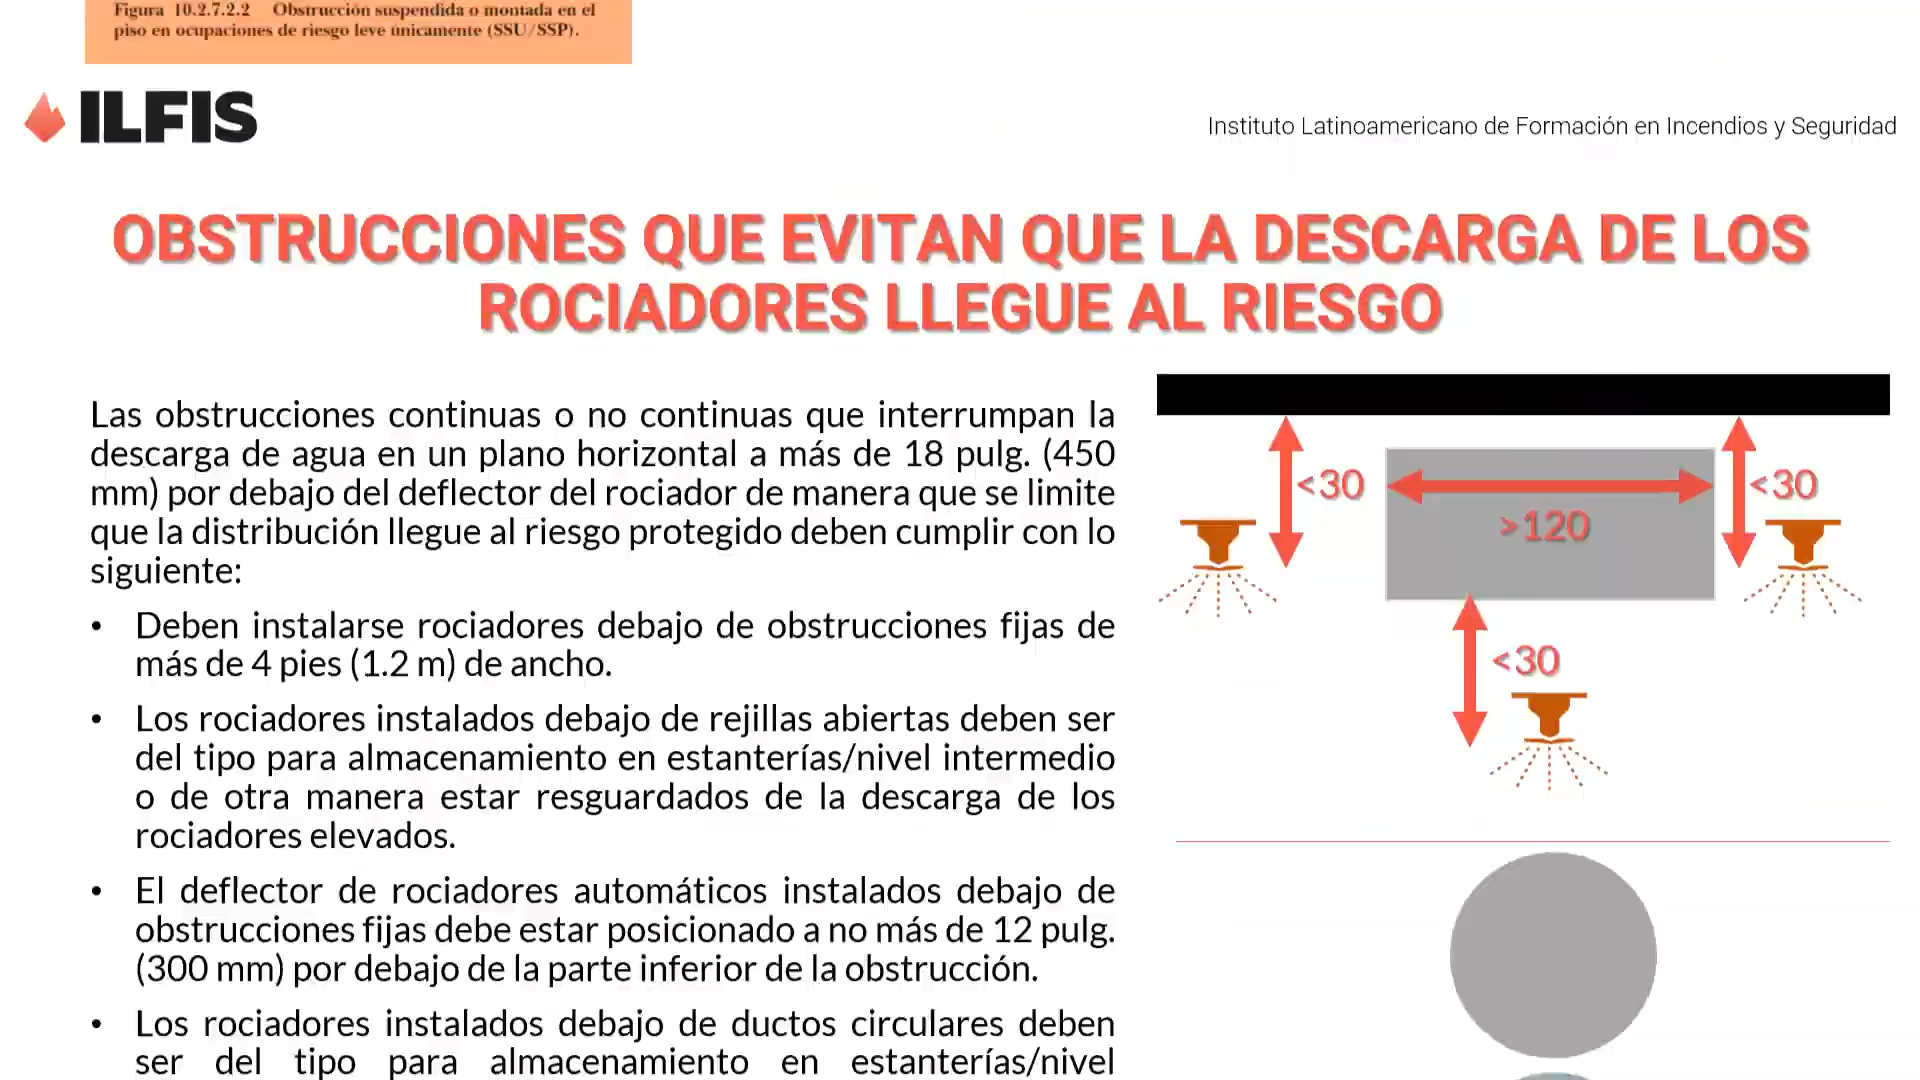 Figura 10.2.7.2.2 Obstrucción suspendida o montada en el
piso en ocupaciones de riesgo leve únicamente (SSU/SSP).
ILFIS
Instituto Latinoamericano de Formación en Incendios y Seguridad
OBSTRUCCIONES QUE EVITAN QUE LA DESCARGA DE LOS
ROCIADORES LLEGUE AL RIESGO
Las obstrucciones continuas o no continuas que interrumpan la
descarga de agua en un plano horizontal a más de 18 pulg. (450
mm) por debajo del deflector del rociador de manera que se limite
que la distribución llegue al riesgo protegido deben cumplir con lo
siguiente:
• Deben instalarse rociadores debajo de obstrucciones fijas de
más de 4 pies (1.2 m) de ancho.
• Los rociadores instalados debajo de rejillas abiertas deben ser
del tipo para almacenamiento en estanterías/nivel intermedio
o de otra manera estar resguardados de la descarga de los
rociadores elevados.
• El deflector de rociadores automáticos instalados debajo de
obstrucciones fijas debe estar posicionado a no más de 12 pulg.
(300 mm) por debajo de la parte inferior de la obstrucción.
• Los rociadores instalados debajo de ductos circulares deben
ser del tipo para almacenamiento en estanterías/nivel
<30
>120
<30
<30